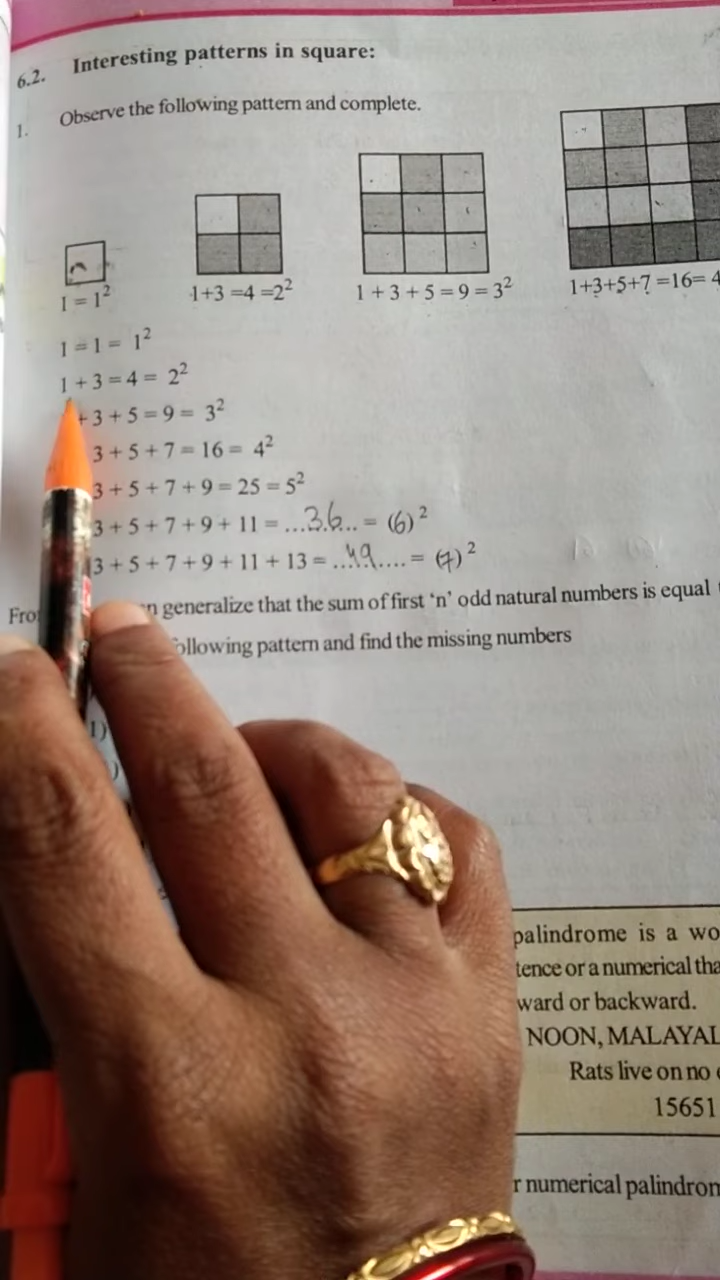 6.2. Interesting patterns in square:
1. Observe the following pattern and complete.
1 = 1² 1+3 =4 =2² 1 + 3 + 5 = 9 = 3² 1+3+5+7 =16= 4
1 = 1 = 1²
1 + 3 = 4 = 2²
+ 3 + 5 = 9 = 3²
3 + 5 + 7 = 16 = 4²
3 + 5 + 7 + 9 = 25 = 5²
3 + 5 + 7 + 9 + 11 = ...36... = (6)²
3 + 5 + 7 + 9 + 11 + 13 = ..49.... = (7)²
generalize that the sum of first 'n' odd natural numbers is equal
following pattern and find the missing numbers
1)
)
palindrome is a wo
tence or a numerical tha
ward or backward.
NOON, MALAYAL
Rats live on no
15651
r numerical palindron